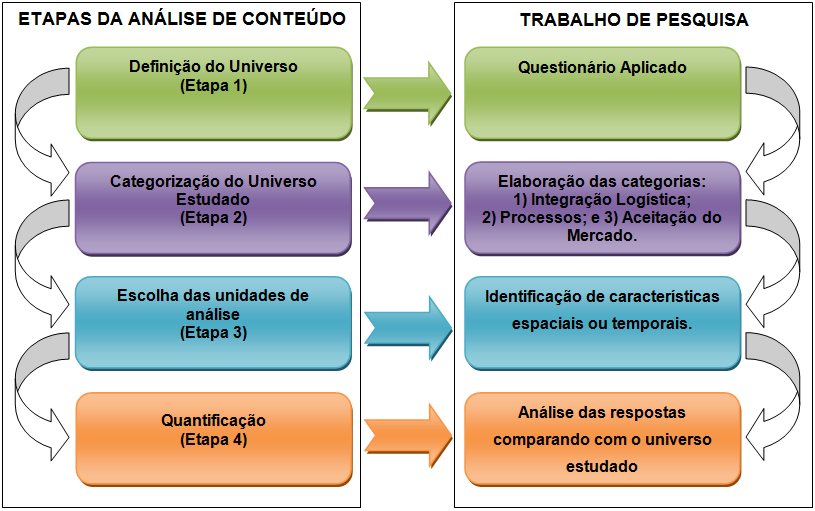 ETAPAS DA ANÁLISE DE CONTEÚDO
Definição do Universo
(Etapa 1)
Categorização do Universo
Estudado
(Etapa 2)
Escolha das unidades de
análise
(Etapa 3)
Quantificação
(Etapa 4)
TRABALHO DE PESQUISA
Questionário Aplicado
Elaboração das categorias:
1) Integração Logística;
2) Processos; e 3) Aceitação do
Mercado.
Identificação de características
espaciais ou temporais.
Análise das respostas
comparando com o universo
estudado